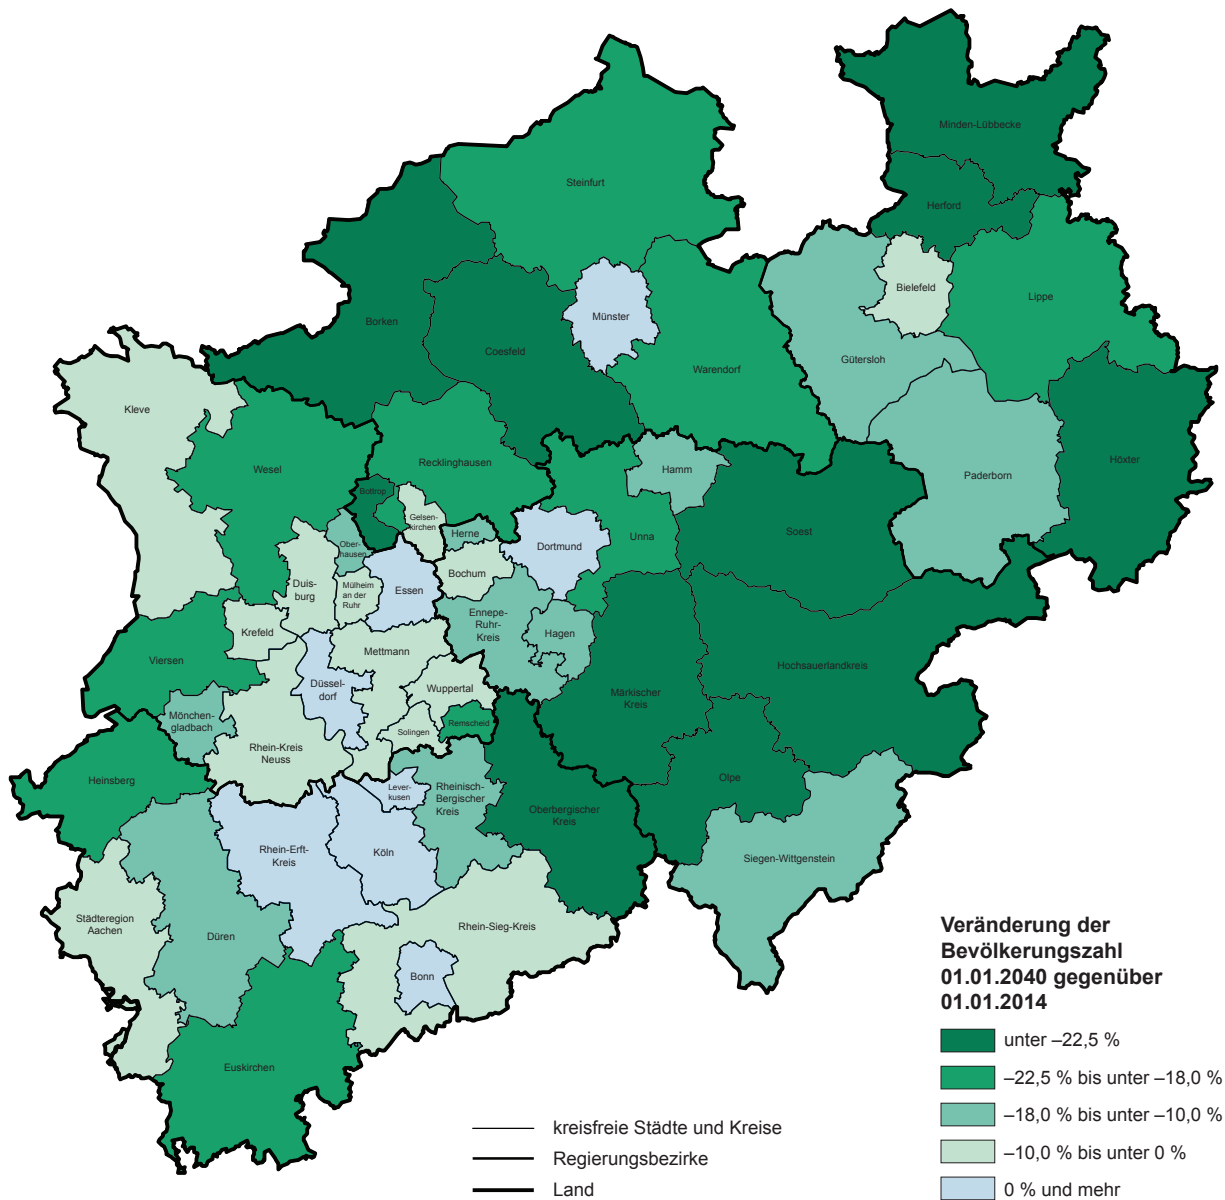 Minden-Lübbecke
Steinfurt
Herford
Bielefeld
Lippe
Borken
Münster
Coesfeld
Gütersloh
Warendorf
Kleve
Wesel
Recklinghausen
Hamm
Paderborn
Höxter
Bottrop
Gelsen-
kirchen
Herne
Dortmund
Unna
Soest
Ober-
hausen
Duis-
burg
Mülheim
an der
Ruhr
Essen
Bochum
Ennepe-
Ruhr-
Kreis
Hagen
Krefeld
Viersen
Mettmann
Düssel-
dorf
Wuppertal
Märkischer
Kreis
Hochsauerlandkreis
Mönchen-
gladbach
Rhein-Kreis
Neuss
Solingen
Remscheid
Heinsberg
Lever-
kusen
Rheinisch-
Bergischer
Kreis
Oberbergischer
Kreis
Olpe
Rhein-Erft-
Kreis
Köln
Siegen-Wittgenstein
Städteregion
Aachen
Düren
Rhein-Sieg-Kreis
Bonn
Euskirchen
Veränderung der
Bevölkerungszahl
01.01.2040 gegenüber
01.01.2014
unter –22,5 %
–22,5 % bis unter –18,0 %
–18,0 % bis unter –10,0 %
–10,0 % bis unter 0 %
0 % und mehr
kreisfreie Städte und Kreise
Regierungsbezirke
Land